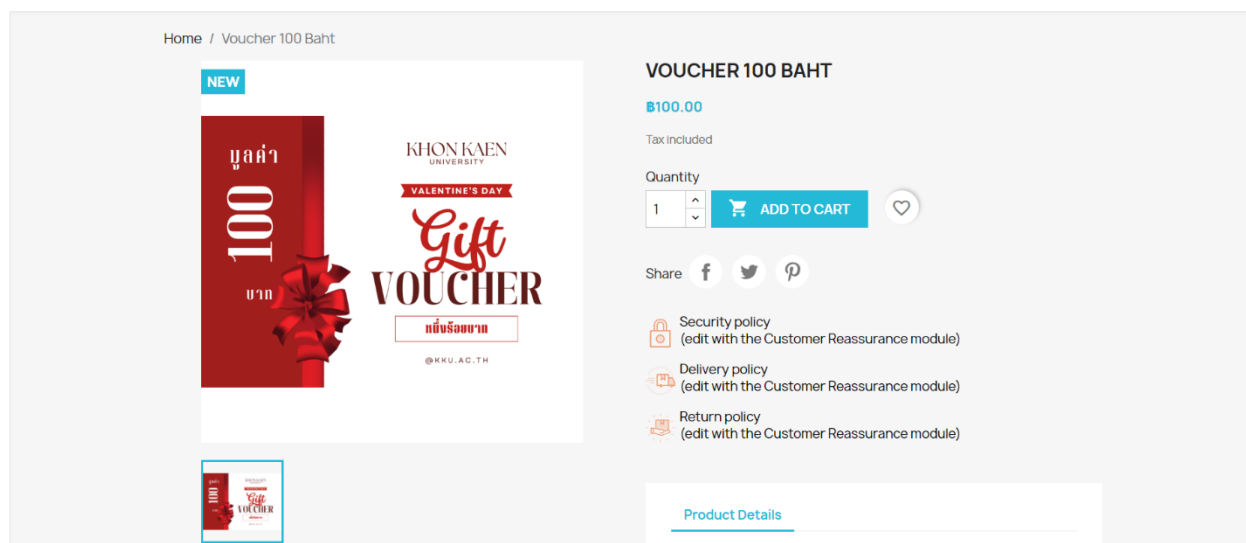 Home / Voucher 100 Baht
NEW
มูลค่า
100
บาท
KHON KAEN
UNIVERSITY
VALENTINE'S DAY
Gift
VOUCHER
หนึ่งร้อยบาท
@KKU.AC.TH
VOUCHER 100 BAHT
฿100.00
Tax included
Quantity
1
ADD TO CART
Share
Security policy
(edit with the Customer Reassurance module)
Delivery policy
(edit with the Customer Reassurance module)
Return policy
(edit with the Customer Reassurance module)
100
Gift
VOUCHER
Product Details